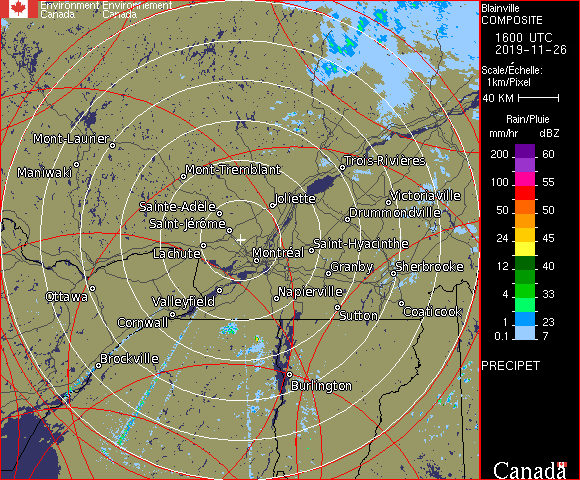 Environment Environnement
Canada Canada
Mont-Laurier
Maniwaki
Mont-Tremblant
Trois-Rivières
Sainte-Adèle
Joliette
Victoriaville
Drummondville
Saint-Jérôme
Lachute
Montréal
Saint-Hyacinthe
Granby
Sherbrooke
Ottawa
Valleyfield
Napierville
Cornwall
Sutton
Coaticook
Brockville
Burlington
Blainville
COMPOSITE
1600 UTC
2019-11-26
Scale/Échelle:
1km/Pixel
40 KM
Rain/Pluie
mm/hr dBZ
200 60
100 55
50 50
24 45
12 40
4 33
1 23
0.1 7
PRECIPET
Canada